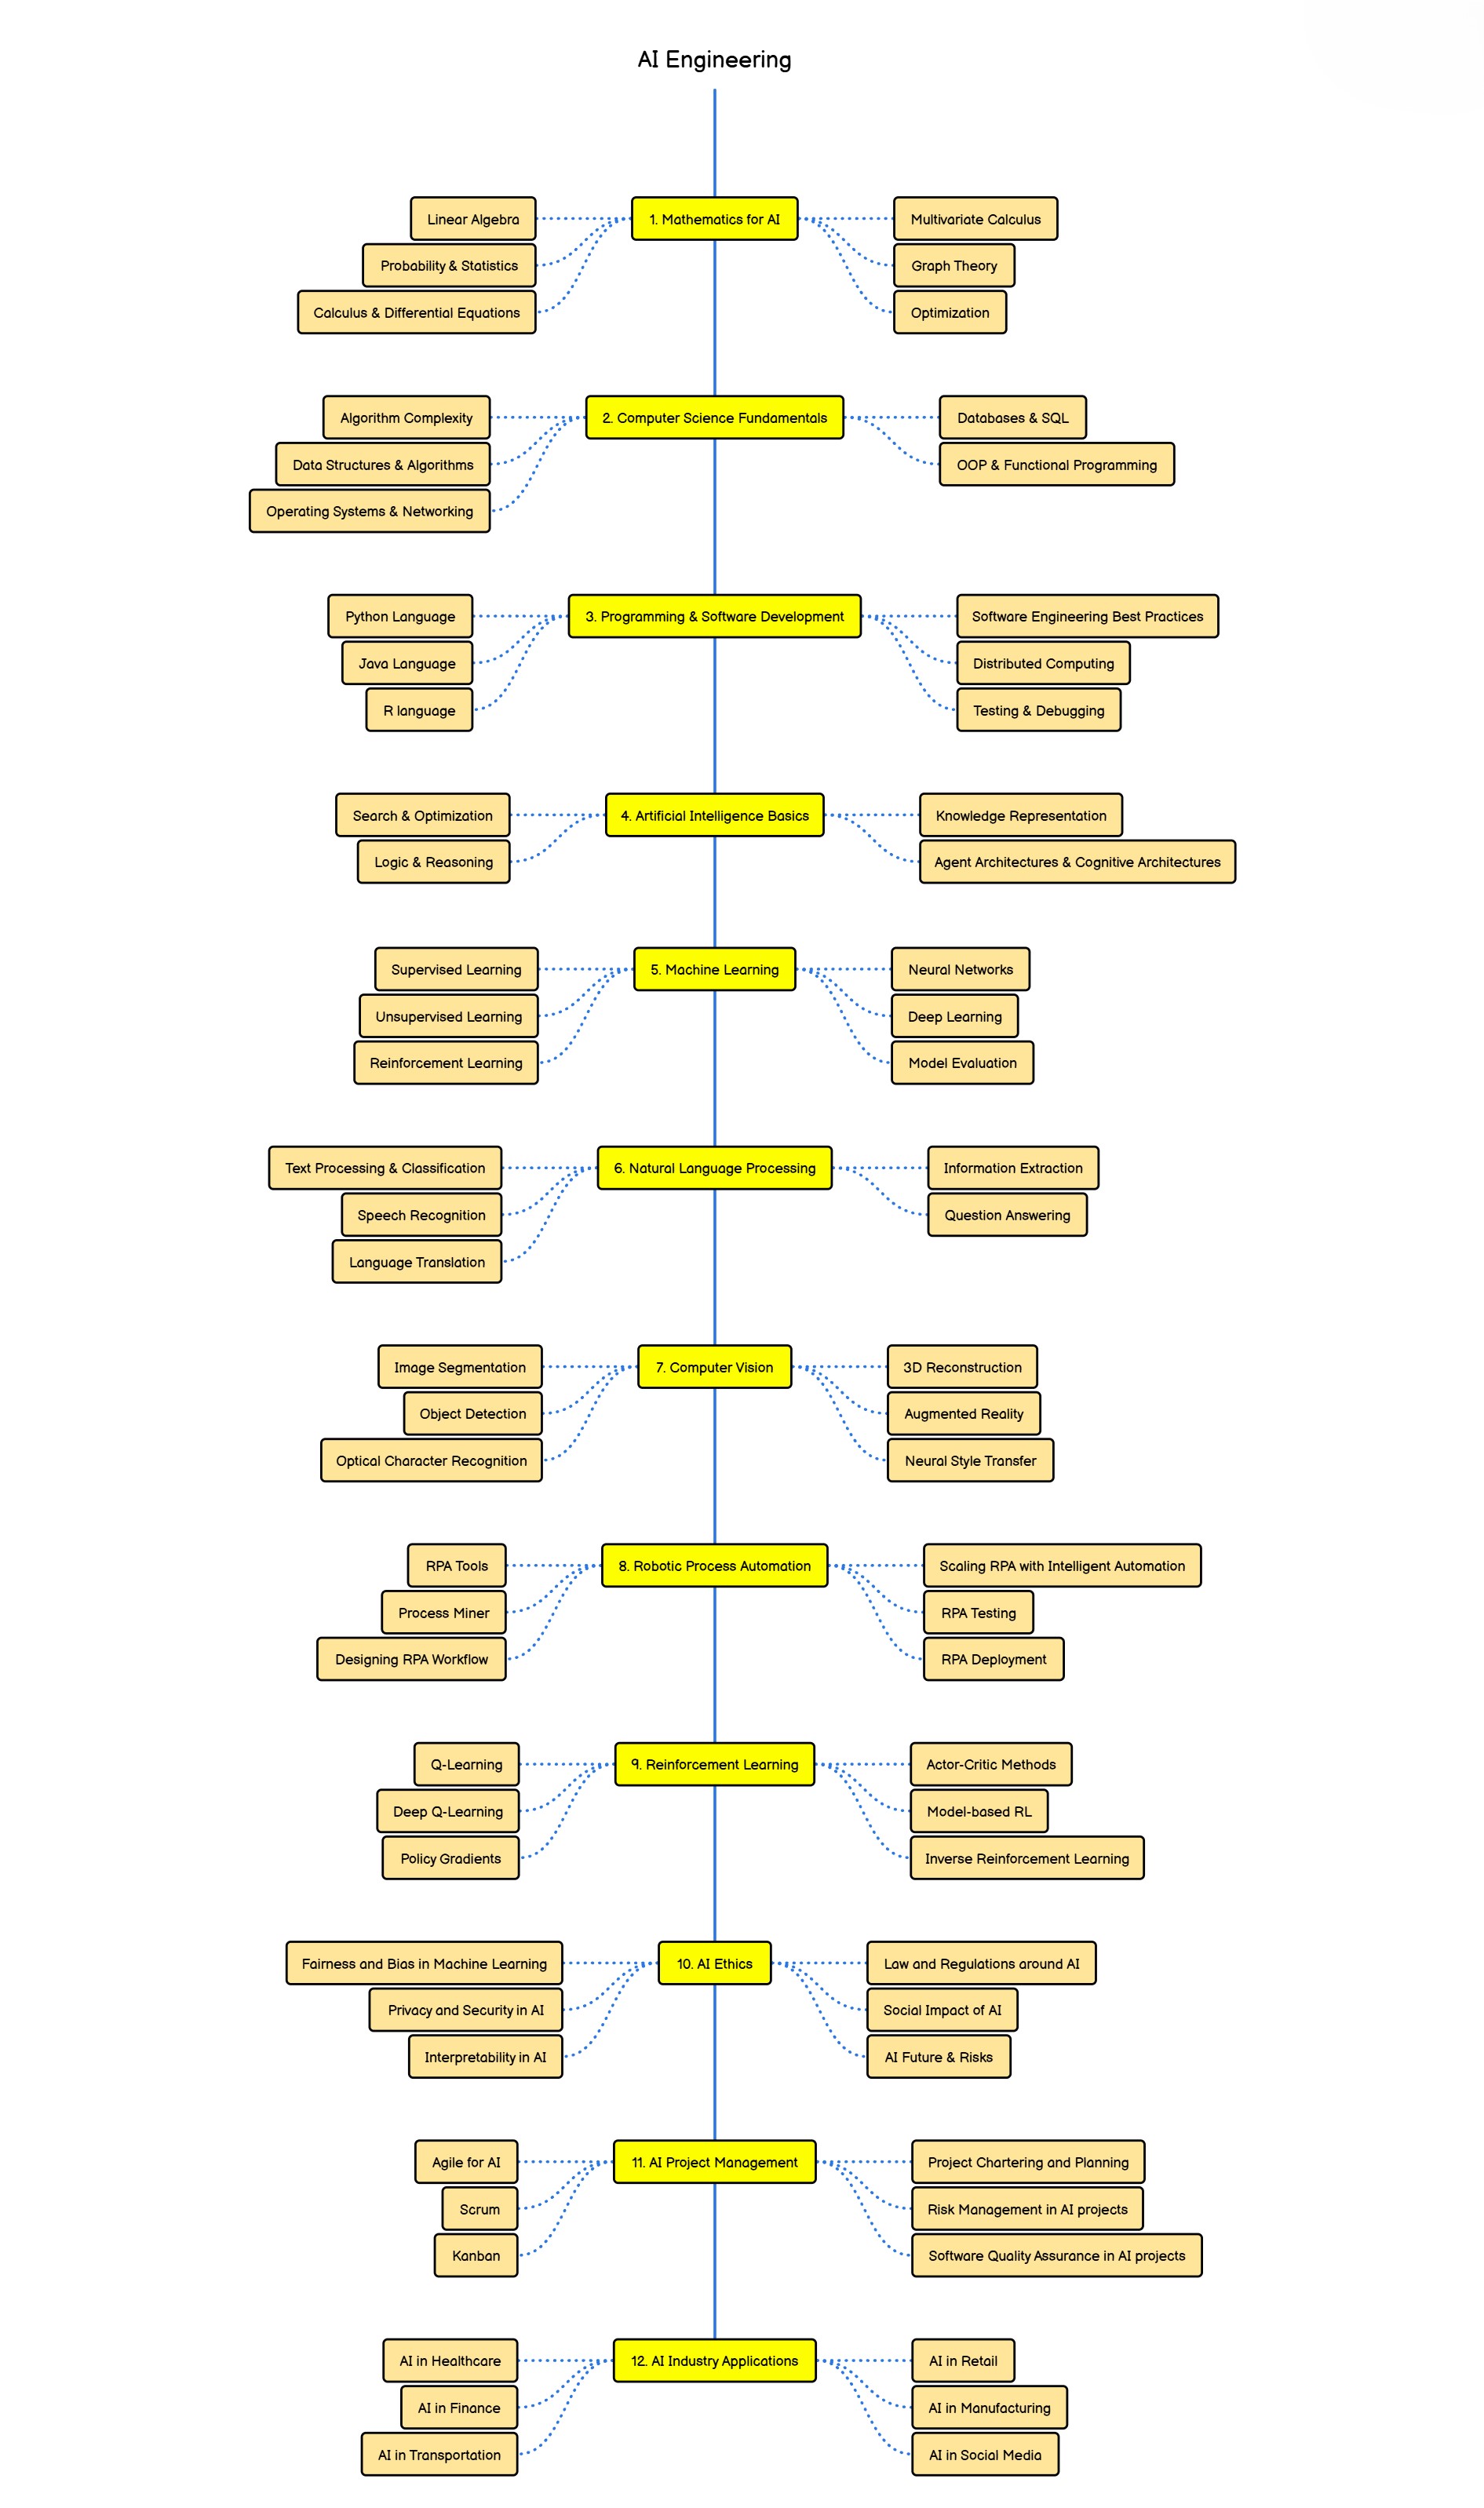 AI Engineering
1. Mathematics for AI
Linear Algebra
Probability & Statistics
Calculus & Differential Equations
Multivariate Calculus
Graph Theory
Optimization
2. Computer Science Fundamentals
Algorithm Complexity
Data Structures & Algorithms
Operating Systems & Networking
Databases & SQL
OOP & Functional Programming
3. Programming & Software Development
Python Language
Java Language
R language
Software Engineering Best Practices
Distributed Computing
Testing & Debugging
4. Artificial Intelligence Basics
Search & Optimization
Logic & Reasoning
Knowledge Representation
Agent Architectures & Cognitive Architectures
5. Machine Learning
Supervised Learning
Unsupervised Learning
Reinforcement Learning
Neural Networks
Deep Learning
Model Evaluation
6. Natural Language Processing
Text Processing & Classification
Speech Recognition
Language Translation
Information Extraction
Question Answering
7. Computer Vision
Image Segmentation
Object Detection
Optical Character Recognition
3D Reconstruction
Augmented Reality
Neural Style Transfer
8. Robotic Process Automation
RPA Tools
Process Miner
Designing RPA Workflow
Scaling RPA with Intelligent Automation
RPA Testing
RPA Deployment
9. Reinforcement Learning
Q-Learning
Deep Q-Learning
Policy Gradients
Actor-Critic Methods
Model-based RL
Inverse Reinforcement Learning
10. AI Ethics
Fairness and Bias in Machine Learning
Privacy and Security in AI
Interpretability in AI
Law and Regulations around AI
Social Impact of AI
AI Future & Risks
11. AI Project Management
Agile for AI
Scrum
Kanban
Project Chartering and Planning
Risk Management in AI projects
Software Quality Assurance in AI projects
12. AI Industry Applications
AI in Healthcare
AI in Finance
AI in Transportation
AI in Retail
AI in Manufacturing
AI in Social Media